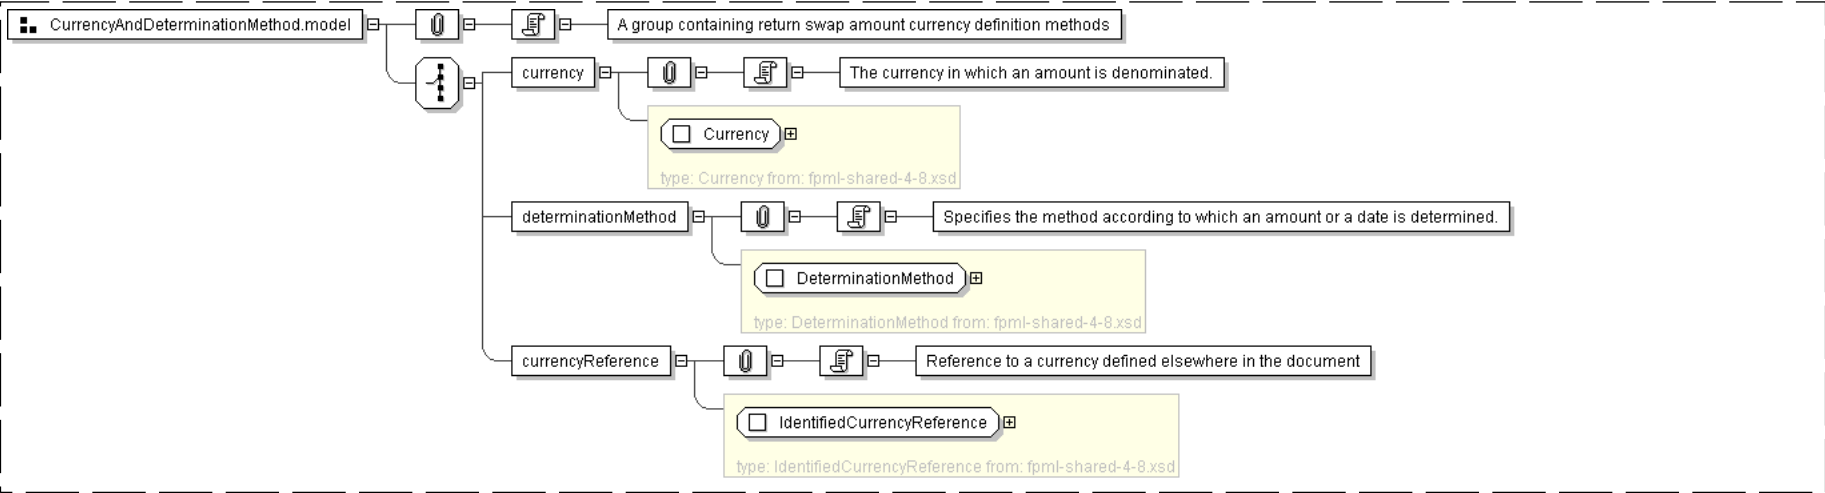 CurrencyAndDeterminationMethod.model
A group containing return swap amount currency definition methods
currency
The currency in which an amount is denominated.
Currency
type: Currency from: fpml-shared-4-8.xsd
determinationMethod
Specifies the method according to which an amount or a date is determined.
DeterminationMethod
type: DeterminationMethod from: fpml-shared-4-8.xsd
currencyReference
Reference to a currency defined elsewhere in the document
IdentifiedCurrencyReference
type: IdentifiedCurrencyReference from: fpml-shared-4-8.xsd